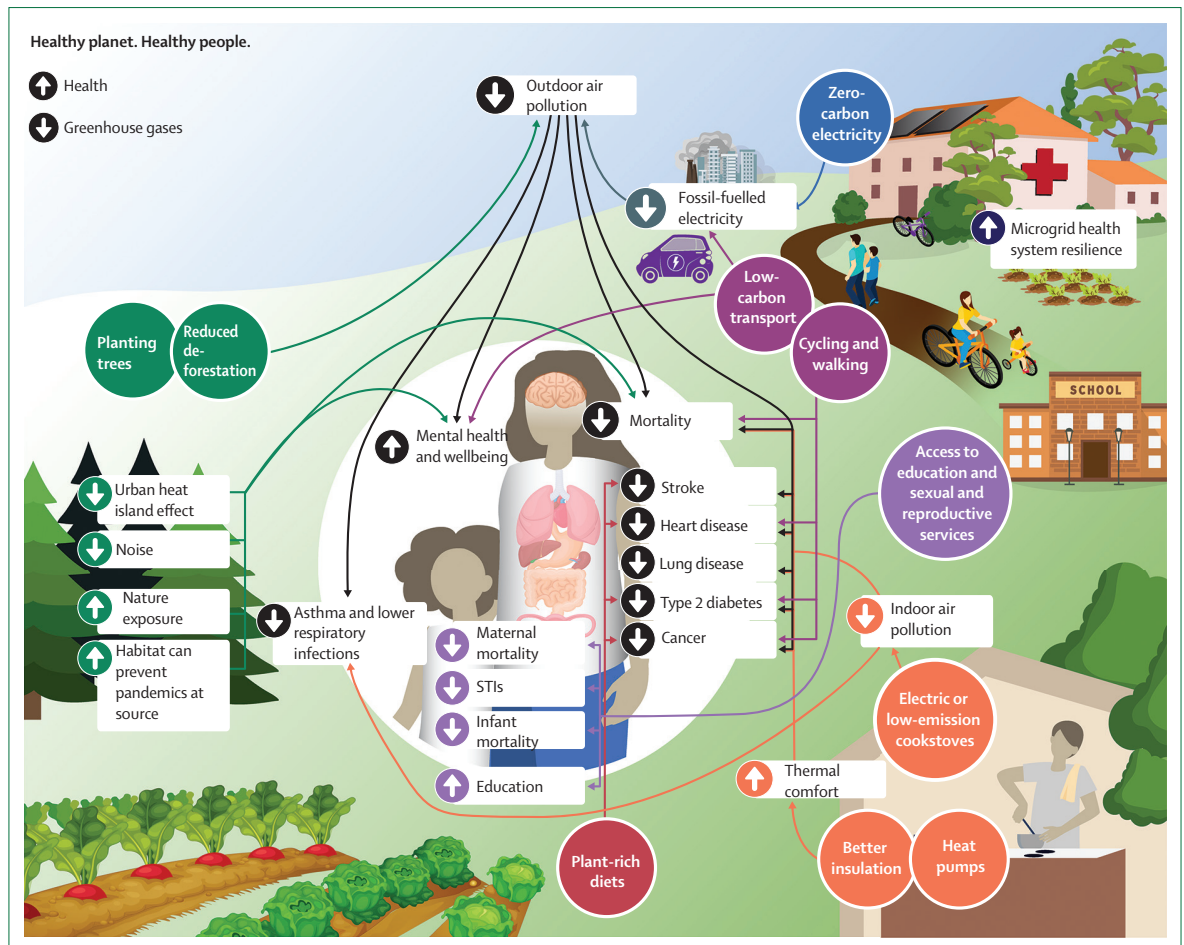 Healthy planet. Healthy people.
Health
Greenhouse gases
Outdoor air
pollution
Zero-
carbon
electricity
Fossil-fuelled
electricity
Microgrid health
system resilience
Low-
carbon
transport
Cycling and
walking
Planting
trees
Reduced
de-
forestation
SCHOOL
Mental health
and wellbeing
Mortality
Access to
education and
sexual and
reproductive
services
Urban heat
island effect
Noise
Nature
exposure
Habitat can
prevent
pandemics at
source
Stroke
Heart disease
Lung disease
Type 2 diabetes
Cancer
Asthma and lower
respiratory
infections
Maternal
mortality
STIs
Infant
mortality
Education
Indoor air
pollution
Electric or
low-emission
cookstoves
Thermal
comfort
Plant-rich
diets
Better
insulation
Heat
pumps